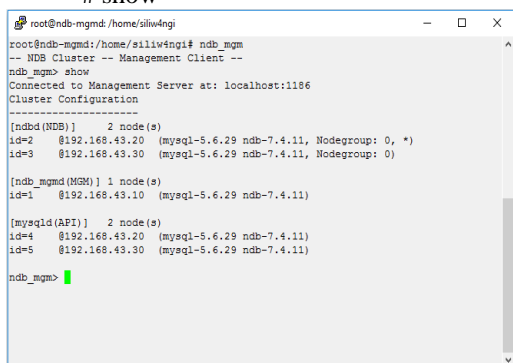 # show
root@ndb-mgmd: /home/siliw4ngi
root@ndb-mgmd:/home/siliw4ngi# ndb_mgm
-- NDB Cluster -- Management Client --
ndb_mgm> show
Connected to Management Server at: localhost:1186
Cluster Configuration
---------------------
[ndbd(NDB)]     2 node(s)
id=2    @192.168.43.20  (mysql-5.6.29 ndb-7.4.11, Nodegroup: 0, *)
id=3    @192.168.43.30  (mysql-5.6.29 ndb-7.4.11, Nodegroup: 0)
[ndb_mgmd(MGM)] 1 node(s)
id=1    @192.168.43.10  (mysql-5.6.29 ndb-7.4.11)
[mysqld(API)]   2 node(s)
id=4    @192.168.43.20  (mysql-5.6.29 ndb-7.4.11)
id=5    @192.168.43.30  (mysql-5.6.29 ndb-7.4.11)
ndb_mgm>